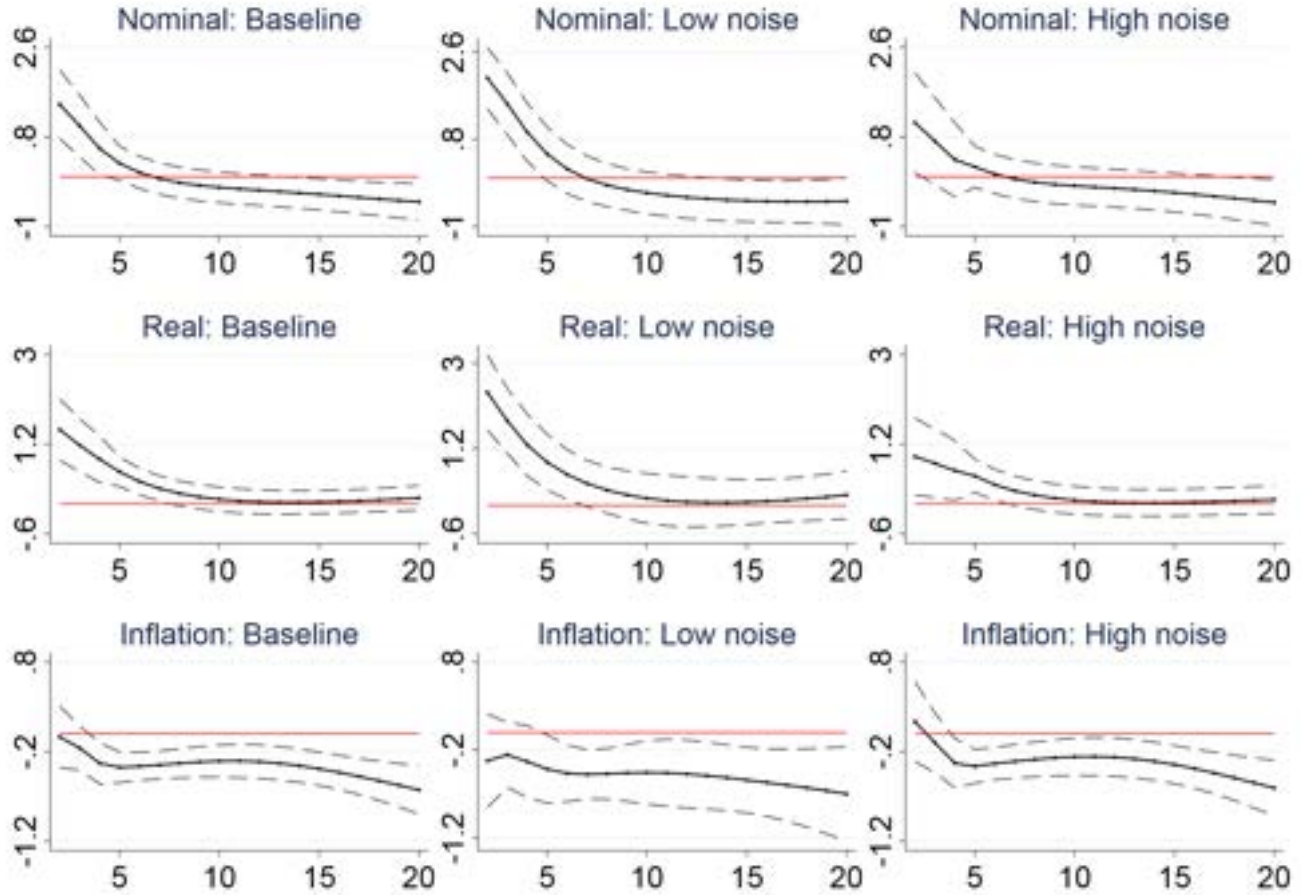 Nominal: Baseline
2.6
.8
-1
5 10 15 20
Nominal: Low noise
2.6
.8
-1
5 10 15 20
Nominal: High noise
2.6
.8
-1
5 10 15 20
Real: Baseline
3
1.2
-.6
5 10 15 20
Real: Low noise
3
1.2
-.6
5 10 15 20
Real: High noise
3
1.2
-.6
5 10 15 20
Inflation: Baseline
.8
-.2
-1.2
5 10 15 20
Inflation: Low noise
.8
-.2
-1.2
5 10 15 20
Inflation: High noise
.8
-.2
-1.2
5 10 15 20